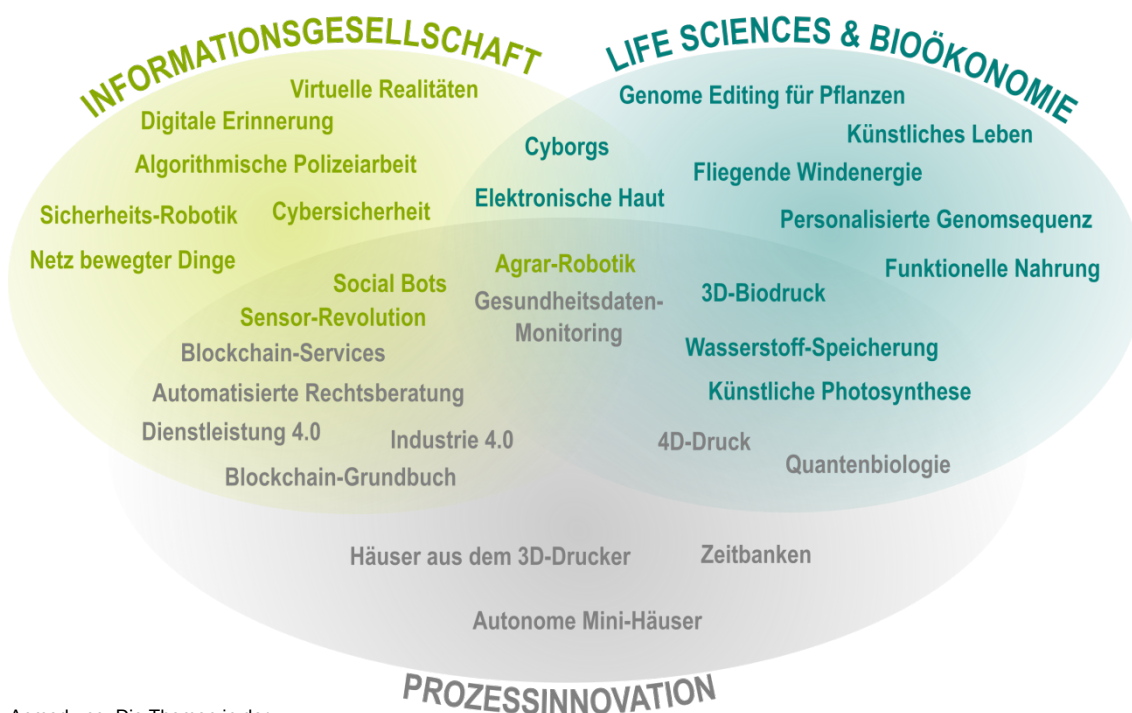 INFORMATIONSGESELLSCHAFT
LIFE SCIENCES & BIOÖKONOMIE
Virtuelle Realitäten
Genome Editing für Pflanzen
Digitale Erinnerung
Künstliches Leben
Cyborgs
Algorithmische Polizeiarbeit
Fliegende Windenergie
Elektronische Haut
Sicherheits-Robotik
Cybersicherheit
Personalisierte Genomsequenz
Netz bewegter Dinge
Agrar-Robotik
Funktionelle Nahrung
Social Bots
3D-Biodruck
Gesundheitsdaten-
Monitoring
Sensor-Revolution
Blockchain-Services
Wasserstoff-Speicherung
Automatisierte Rechtsberatung
Künstliche Photosynthese
Dienstleistung 4.0
Industrie 4.0
4D-Druck
Quantenbiologie
Blockchain-Grundbuch
Häuser aus dem 3D-Drucker
Zeitbanken
Autonome Mini-Häuser
PROZESSINNOVATION